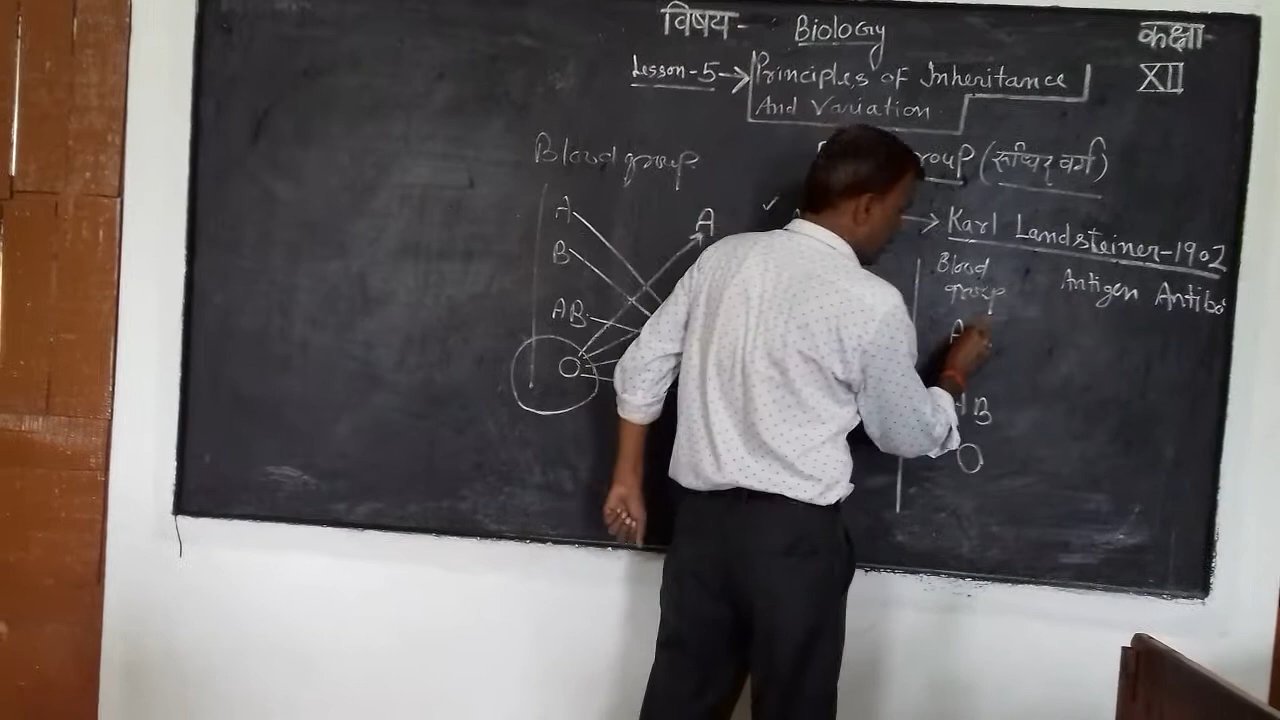 विषय- Biology
कक्षा
XII
Lesson-5→ Principles of Inheritance
And Variation
Blood group
(रूधिर वर्ग)
→ Karl Landsteiner-1902
A
B
AB
O
A
Blood
group
Antigen Antibo
A
AB
O